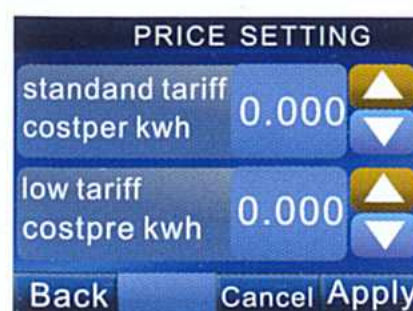 PRICE SETTING
standand tariff
costper kwh
0.000
low tariff
costpre kwh
0.000
Back
Cancel
Apply